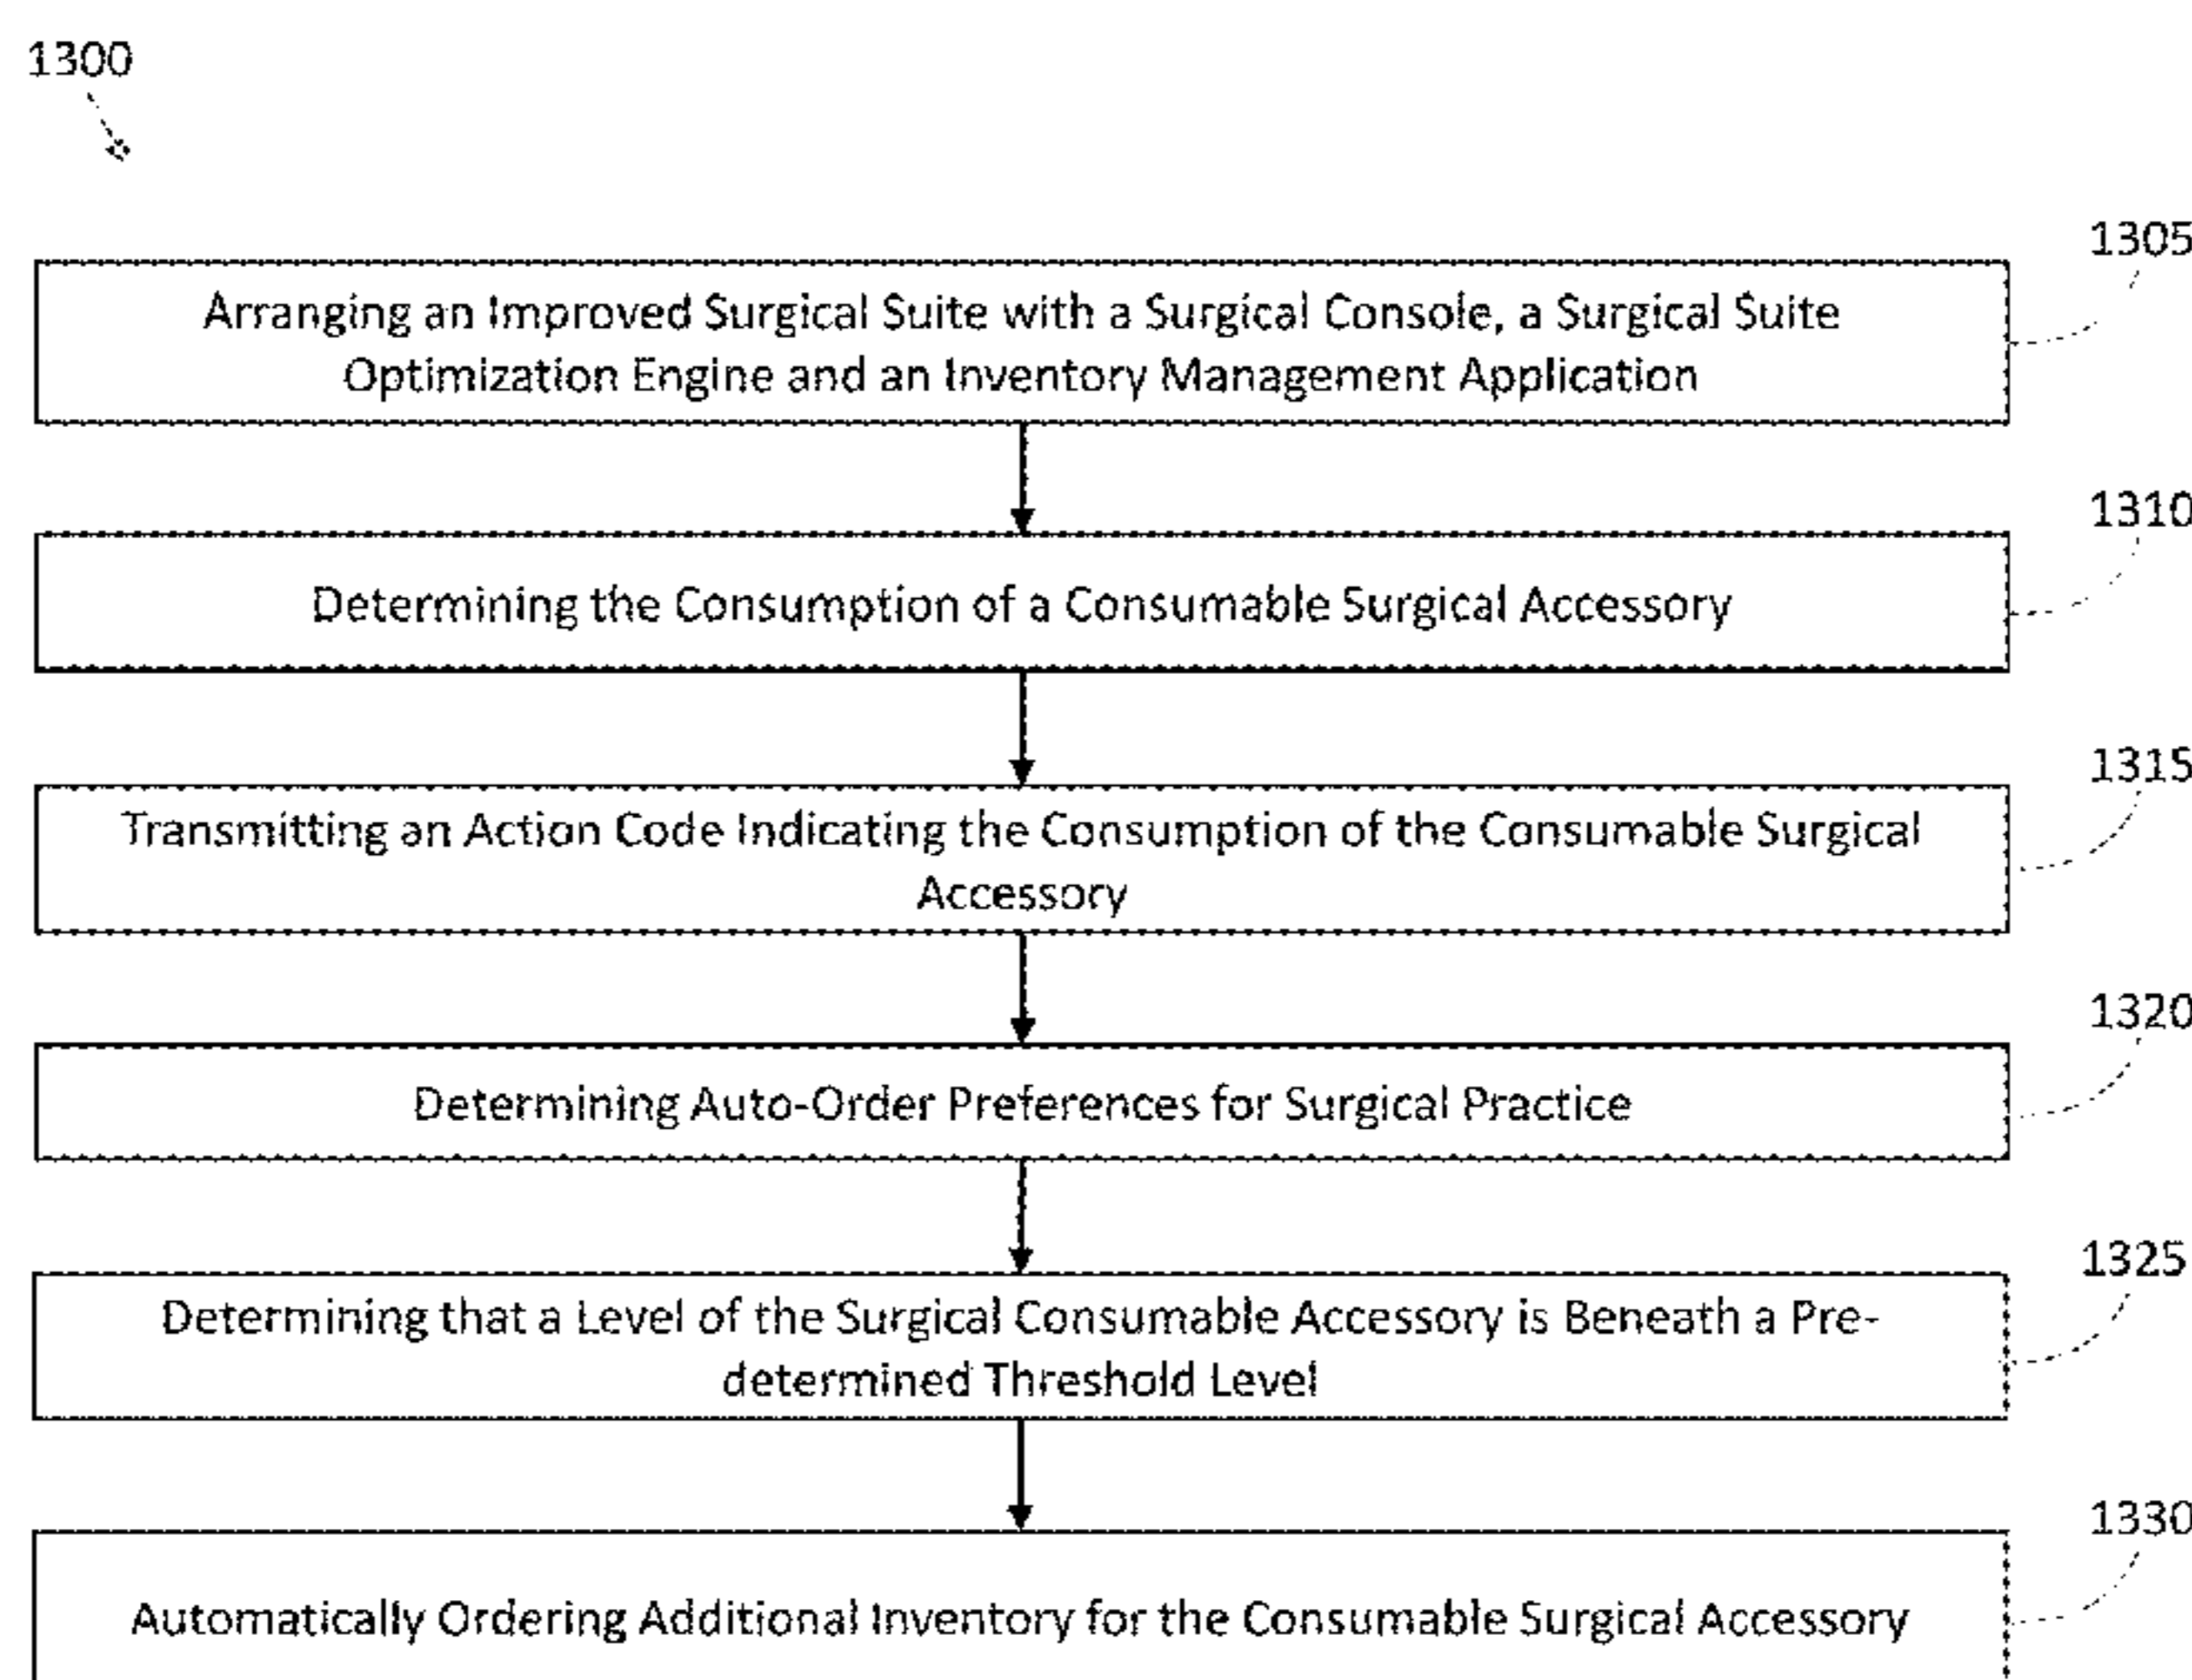 1300
1305
Arranging an Improved Surgical Suite with a Surgical Console, a Surgical Suite
Optimization Engine and an Inventory Management Application
1310
Determining the Consumption of a Consumable Surgical Accessory
1315
Transmitting an Action Code Indicating the Consumption of the Consumable Surgical
Accessory
1320
Determining Auto-Order Preferences for Surgical Practice
1325
Determining that a Level of the Surgical Consumable Accessory is Beneath a Pre-
determined Threshold Level
1330
Automatically Ordering Additional Inventory for the Consumable Surgical Accessory